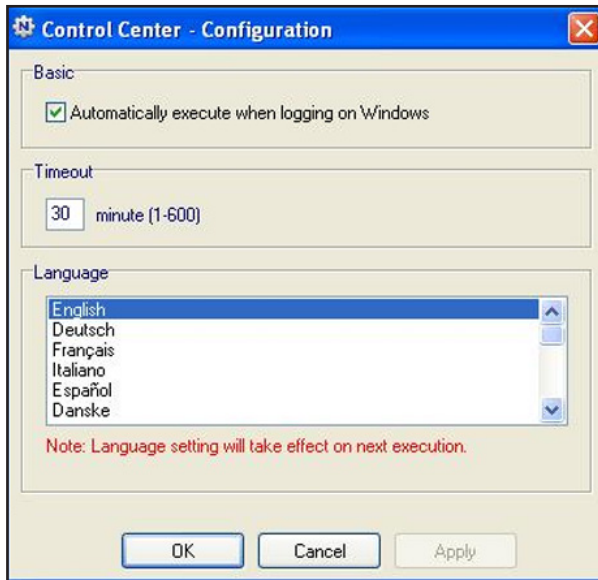 Control Center - Configuration
Basic
Automatically execute when logging on Windows
Timeout
30 minute (1-600)
Language
English
Deutsch
Français
Italiano
Español
Danske
Note: Language setting will take effect on next execution.
OK Cancel Apply